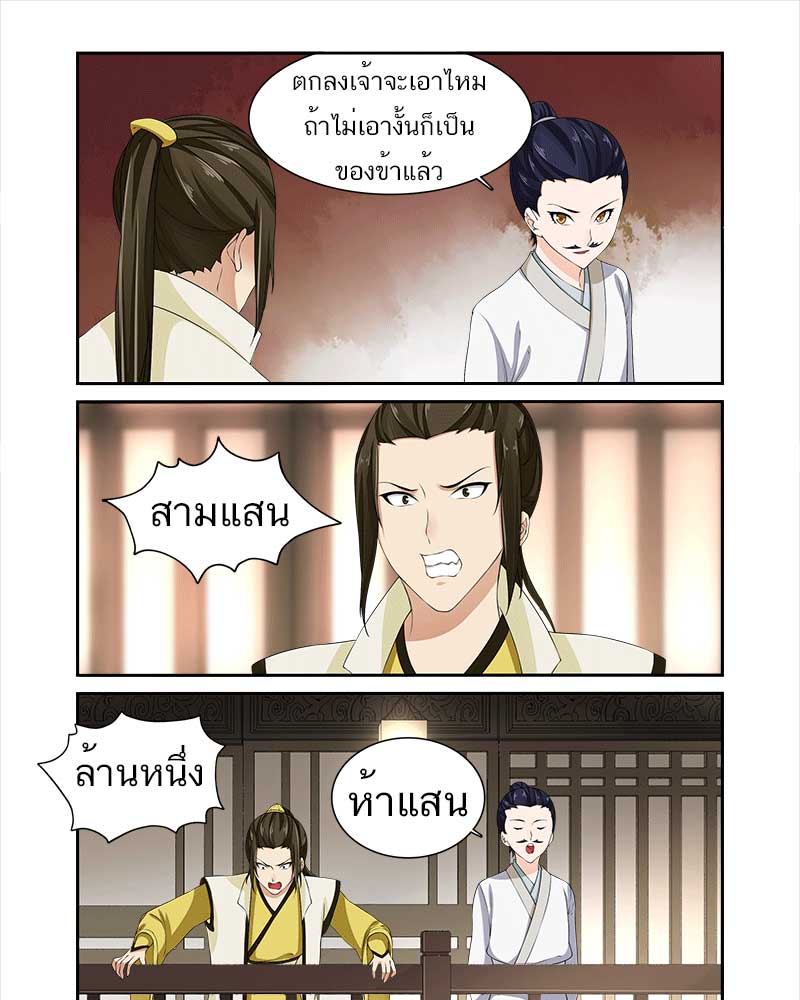 ตกลงเจ้าจะเอาไหม
ถ้าไม่เอางั้นก็เป็น
ของข้าแล้ว
สามแสน
ห้าแสน
ล้านหนึ่ง